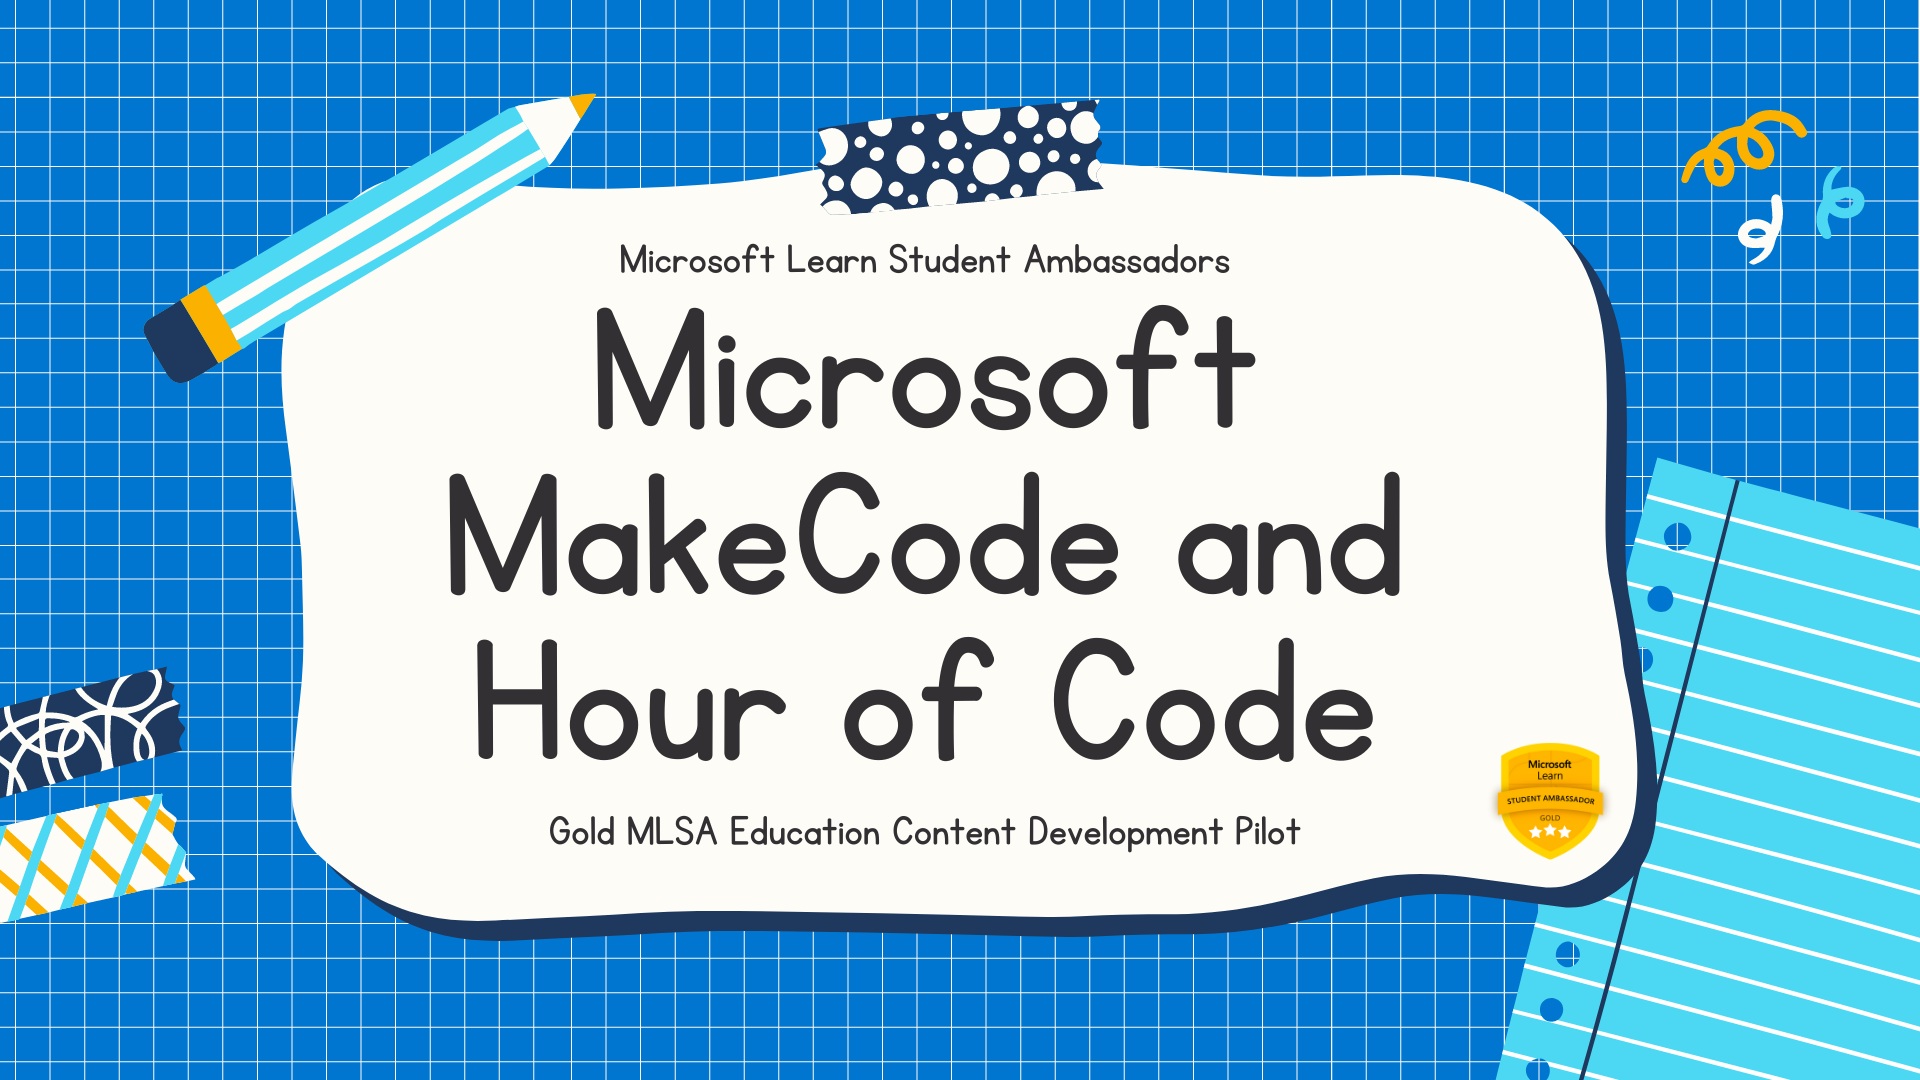 Microsoft Learn Student Ambassadors
Microsoft
MakeCode and
Hour of Code
Gold MLSA Education Content Development Pilot
Microsoft
Learn
STUDENT AMBASSADOR
GOLD